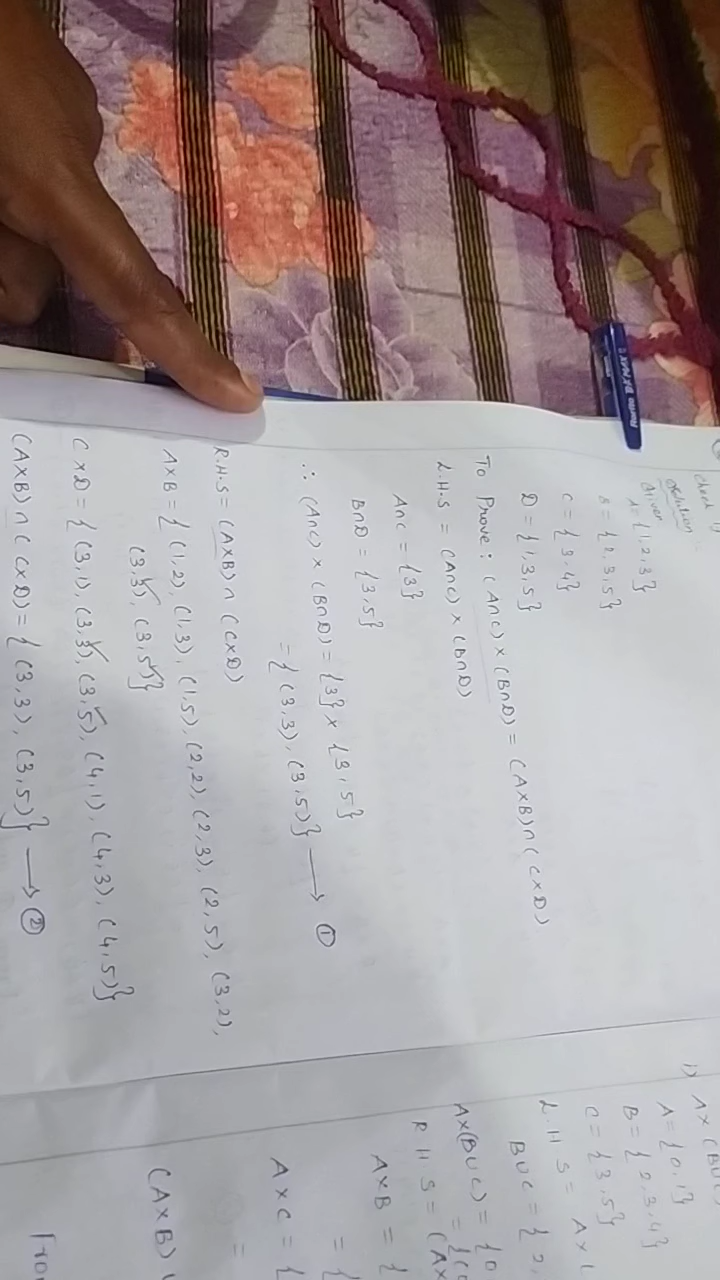 Check
Solution
Given
A = {1,2,3}
B = {2,3,5}
C = {3,4}
D = {1,3,5}
To Prove : (A∩C) × (B∩D) = (A×B)∩(C×D)
L.H.S = (A∩C) × (B∩D)
A∩C = {3}
B∩D = {3,5}
∴ (A∩C) × (B∩D) = {3} × {3,5}
= {(3,3), (3,5)} → ①
R.H.S = (A×B) ∩ (C×D)
A×B = {(1,2), (1,3), (1,5), (2,2), (2,3), (2,5), (3,2),
(3,3), (3,5)}
C×D = {(3,1), (3,3), (3,5), (4,1), (4,3), (4,5)}
(A×B) ∩ (C×D) = {(3,3), (3,5)} → ②
i) A×(B∪C)
A = {0,1}
B = {2,3,4}
C = {3,5}
L.H.S = A×(
B∪C = {2,
A×(B∪C) = {(0
R.H.S = (A×
A×B = {
= {
A×C = {
=
(A×B) ∪
From